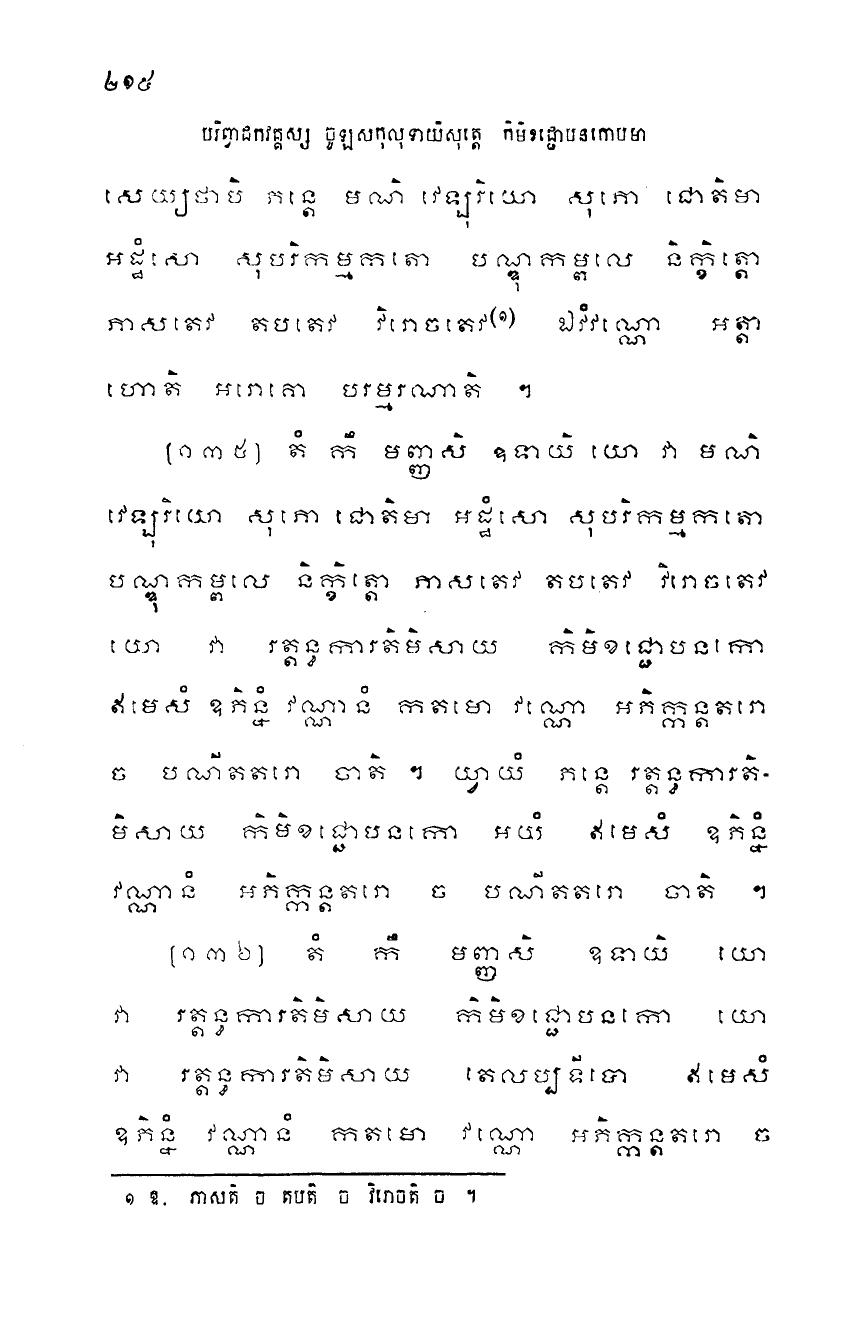 ២១៤
បរិព្វាជកវគ្គស្ស ចូឡសកុលុទាយិសុត្តេ កិមិខជ្ជោបនកោបមា
សេយ្យថាបិ ភន្តេ មណិ វេឡុរិយោ សុភោ ជោតិមា
អដ្ឋំសោ សុបរិកម្មកតោ បណ្ឌុកម្ពលេ និក្ខិត្តោ
ភាសតេវ តបតេវ វិរោចតេវ(១) ឯវំវណ្ណោ អត្តា
ហោតិ អរោគោ បរម្មរណាតិ ។
[១៣៥] តំ កឹ មញ្ញសិ ឧទាយិ យោ វា មណិ
វេឡុរិយោ សុភោ ជោតិមា អដ្ឋំសោ សុបរិកម្មកតោ
បណ្ឌុកម្ពលេ និក្ខិត្តោ ភាសតេវ តបតេវ វិរោចតេវ
យោ វា រត្តន្ធការតិមិសាយ កិមិខជ្ជោបនកោ
ឥមេសំ ឧភិន្នំ វណ្ណានំ កតមោ វណ្ណោ អភិក្កន្តតរោ
ច បណីតតរោ ចាតិ ។ យ្វាយំ ភន្តេ រត្តន្ធការតិ-
មិសាយ កិមិខជ្ជោបនកោ អយំ ឥមេសំ ឧភិន្នំ
វណ្ណានំ អភិក្កន្តតរោ ច បណីតតរោ ចាតិ ។
[១៣៦] តំ កឹ មញ្ញសិ ឧទាយិ យោ
វា រត្តន្ធការតិមិសាយ កិមិខជ្ជោបនកោ យោ
វា រត្តន្ធការតិមិសាយ តេលប្បទីបោ ឥមេសំ
ឧភិន្នំ វណ្ណានំ កតមោ វណ្ណោ អភិក្កន្តតរោ ច
១ ឱ. ភាសតិ ច តបតិ ច វិរោចតិ ច ។